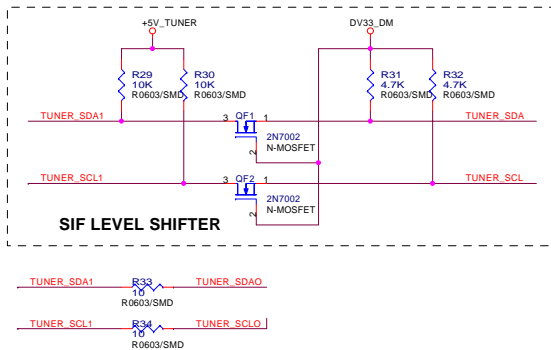 +5V_TUNER
DV33_DM
R29
10K
R0603/SMD
R30
10K
R0603/SMD
R31
4.7K
R0603/SMD
R32
4.7K
R0603/SMD
TUNER_SDA1
3
QF1
1
TUNER_SDA
2
2N7002
N-MOSFET
TUNER_SCL1
3
QF2
1
TUNER_SCL
2
2N7002
N-MOSFET
SIF LEVEL SHIFTER
TUNER_SDA1
R33
10
R0603/SMD
TUNER_SDAO
TUNER_SCL1
R34
10
R0603/SMD
TUNER_SCLO